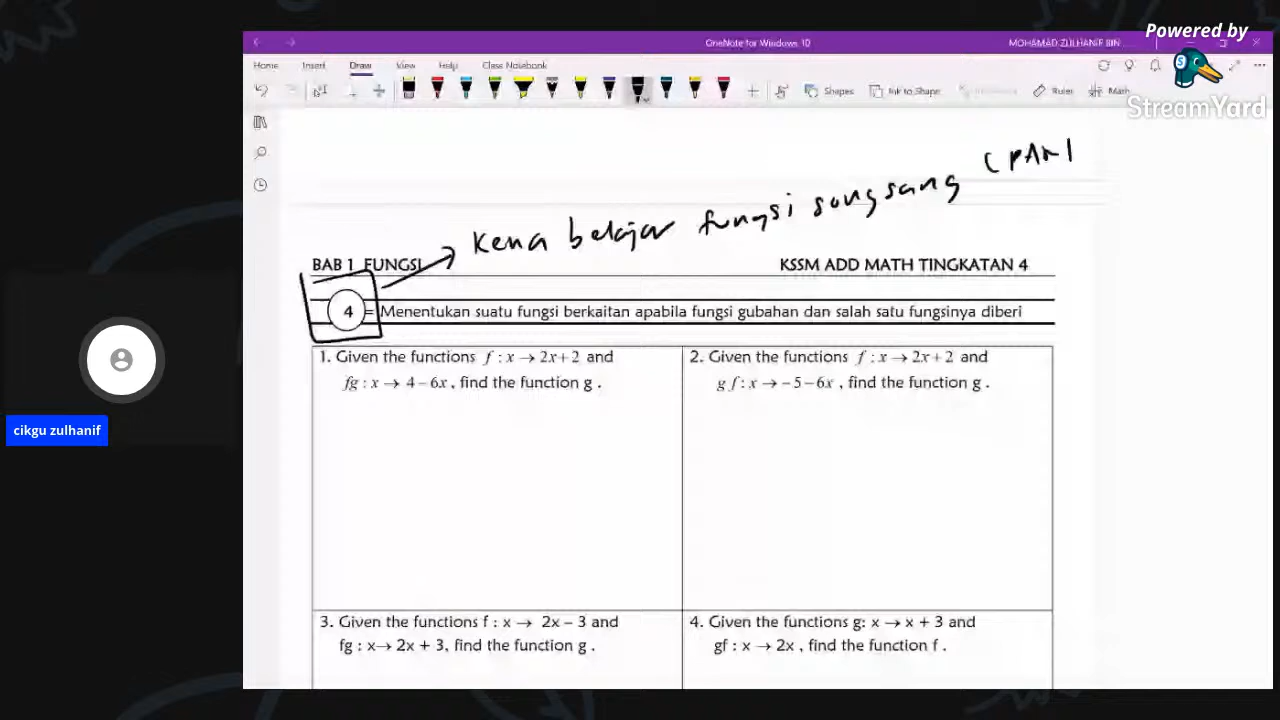 Powered by
StreamYard
OneNote for Windows 10
MOHAMAD ZULHANIF BIN ...
Home Insert Draw View Help Class Notebook
Shapes Ink to Shape Ruler Math
Kena belajar fungsi songsang (PAK)
BAB 1 FUNGSI KSSM ADD MATH TINGKATAN 4
4 = Menentukan suatu fungsi berkaitan apabila fungsi gubahan dan salah satu fungsinya diberi
1. Given the functions f : x → 2x + 2 and
fg : x → 4 – 6x , find the function g .
2. Given the functions f : x → 2x + 2 and
g f : x → – 5 – 6x , find the function g .
3. Given the functions f : x → 2x – 3 and
fg : x → 2x + 3, find the function g .
4. Given the functions g: x → x + 3 and
gf : x → 2x , find the function f .
cikgu zulhanif